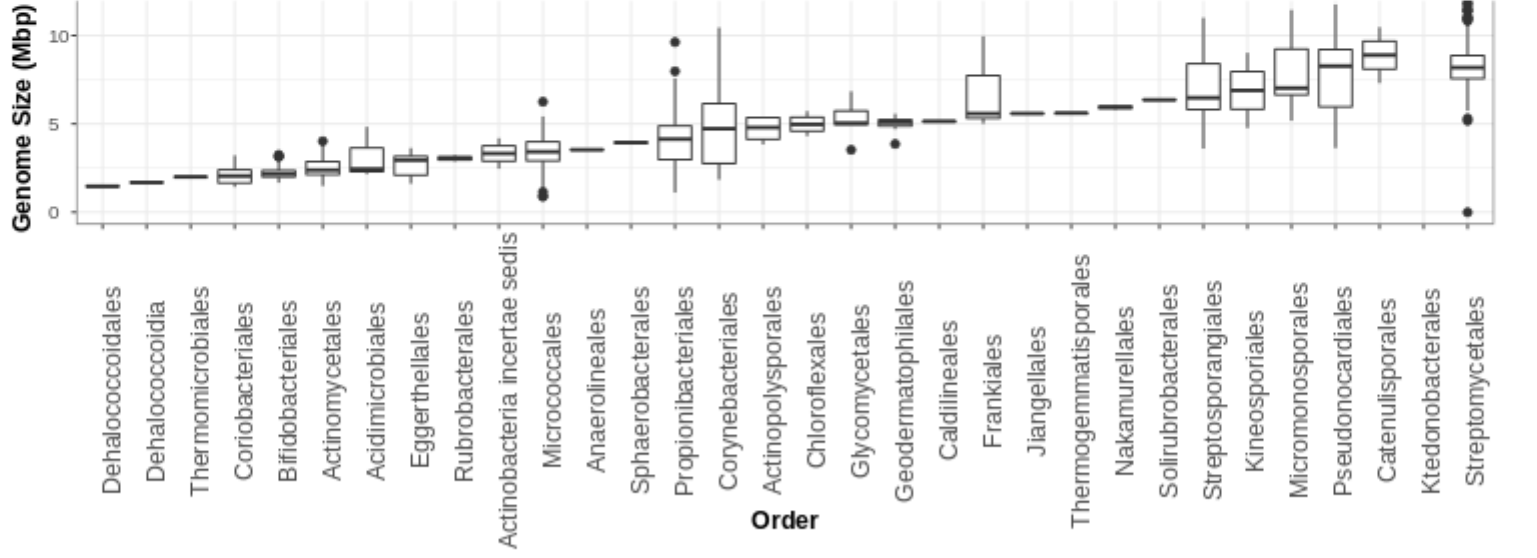 Genome Size (Mbp)
10
5
0
Dehalococcoidales
Dehalococcoidia
Thermomicrobiales
Coriobacteriales
Bifidobacteriales
Actinomycetales
Acidimicrobiales
Eggerthellales
Rubrobacterales
Actinobacteria incertae sedis
Micrococcales
Anaerolineales
Sphaerobacterales
Propionibacteriales
Corynebacteriales
Actinopolysporales
Chloroflexales
Glycomycetales
Geodermatophilales
Caldilineales
Frankiales
Jiangellales
Thermogemmatisporales
Nakamurellales
Solirubrobacterales
Streptosporangiales
Kineosporiales
Micromonosporales
Pseudonocardiales
Catenulisporales
Ktedonobacterales
Streptomycetales
Order